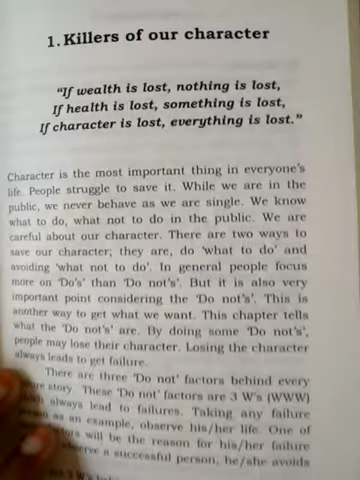 1. Killers of our character
"If wealth is lost, nothing is lost,
If health is lost, something is lost,
If character is lost, everything is lost."
Character is the most important thing in everyone's
life. People struggle to save it. While we are in the
public, we never behave as we are single. We know
what to do, what not to do in the public. We are
careful about our character. There are two ways to
save our character; they are, do 'what to do' and
avoiding 'what not to do'. In general people focus
more on 'Do's' than 'Do not's'. But it is also very
important point considering the 'Do not's'. This is
another way to get what we want. This chapter tells
what the 'Do not's' are. By doing some 'Do not's',
people may lose their character. Losing the character
always leads to get failure.
There are three 'Do not' factors behind every
story. These 'Do not' factors are 3 W's (WWW)
always lead to failures. Taking any failure
as an example, observe his/her life. One of
will be the reason for his/her failure
a successful person, he/she avoids
3 W's